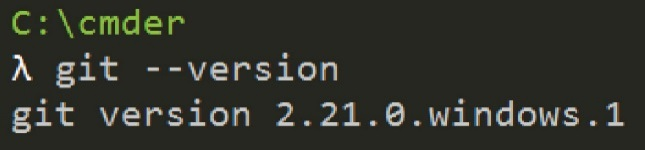 C:\cmder
λ git --version
git version 2.21.0.windows.1